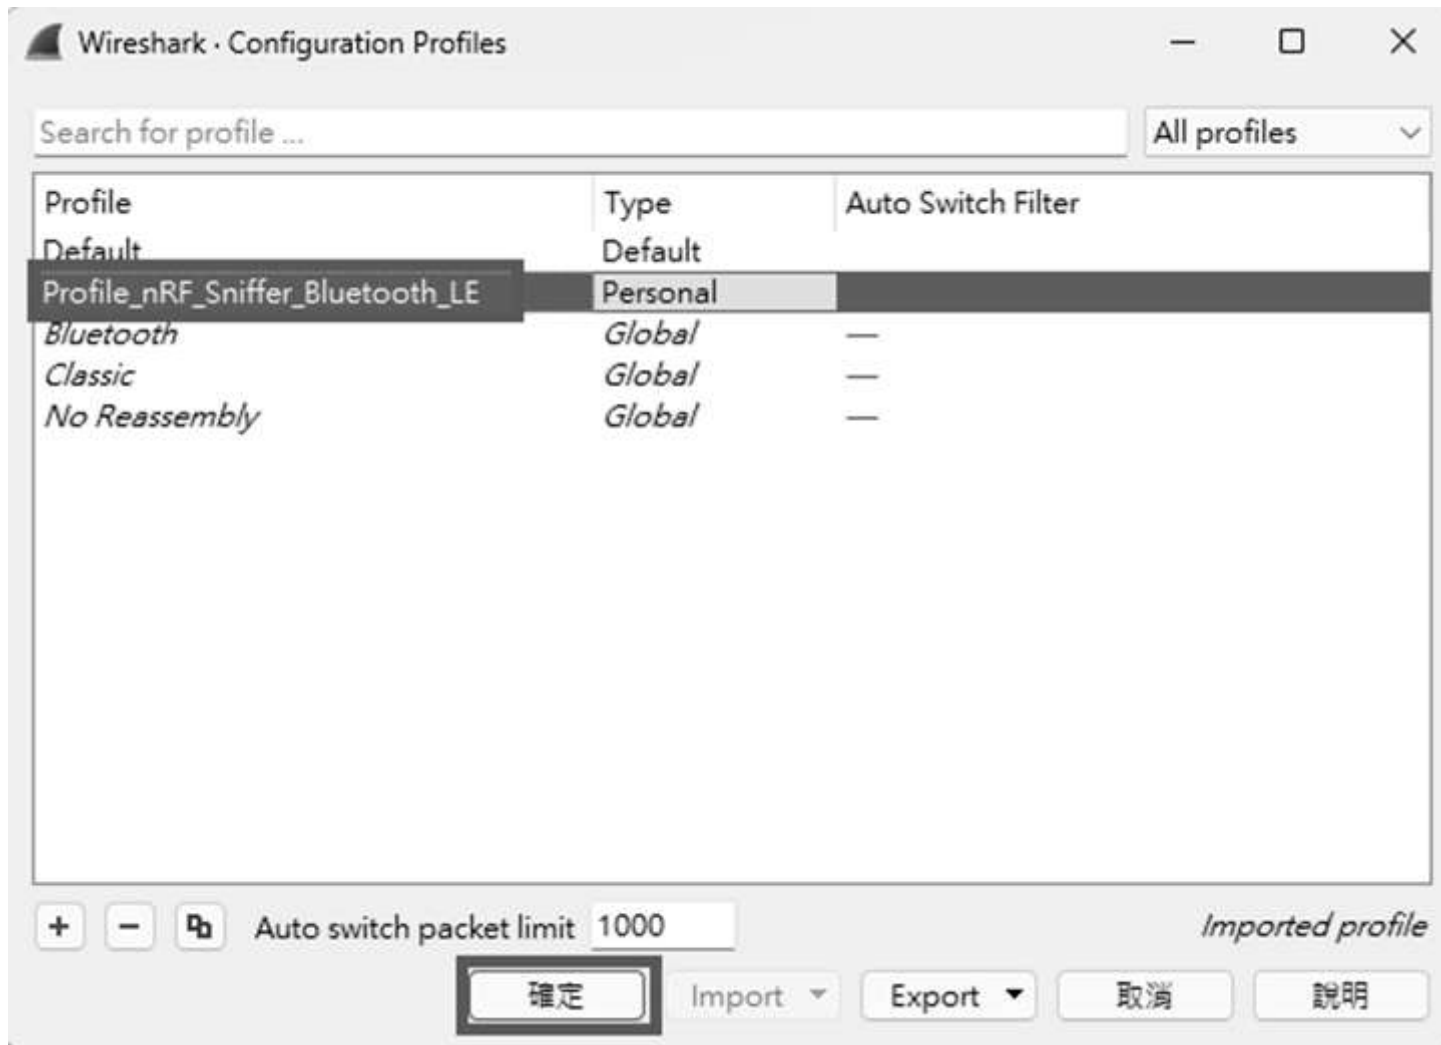 Wireshark · Configuration Profiles
Search for profile ... All profiles
Profile Type Auto Switch Filter
Default Default
Profile_nRF_Sniffer_Bluetooth_LE Personal
Bluetooth Global —
Classic Global —
No Reassembly Global —
+ − Auto switch packet limit 1000 Imported profile
確定 Import Export 取消 說明